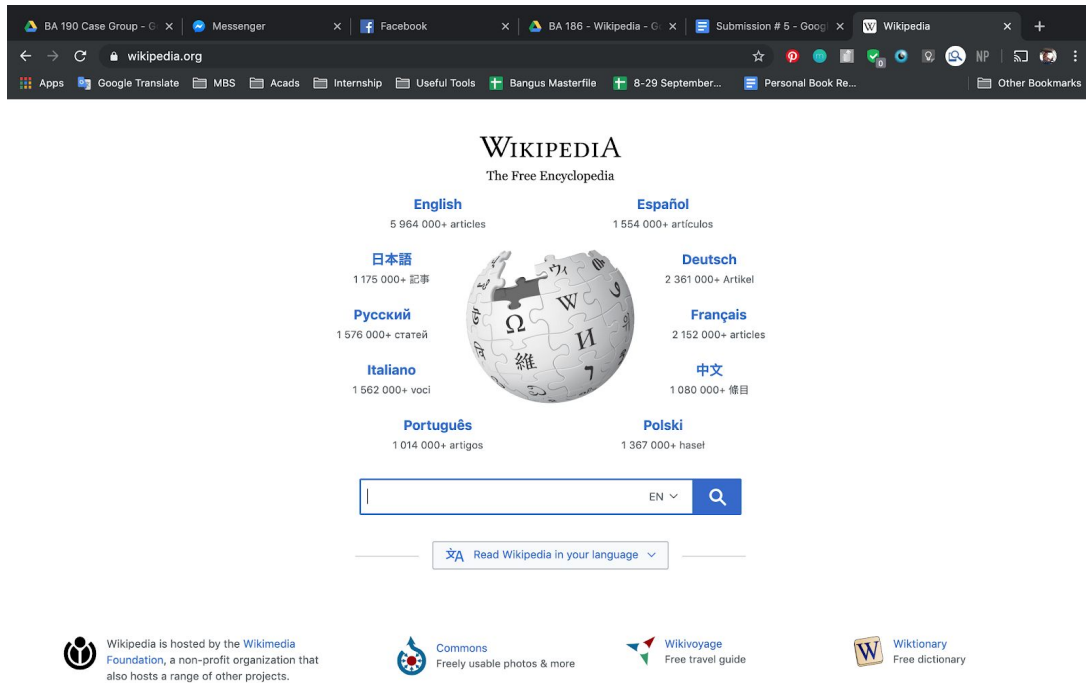 BA 190 Case Group - G
Messenger
Facebook
BA 186 - Wikipedia - G
Submission # 5 - Goog
Wikipedia
wikipedia.org
NP
0
Apps
Google Translate
MBS
Acads
Internship
Useful Tools
Bangus Masterfile
8-29 September...
Personal Book Re...
Other Bookmarks
WIKIPEDIA
The Free Encyclopedia
English
5 964 000+ articles
Español
1 554 000+ artículos
日本語
1 175 000+ 記事
Deutsch
2 361 000+ Artikel
Русский
1 576 000+ статей
Français
2 152 000+ articles
Italiano
1 562 000+ voci
中文
1 080 000+ 條目
Português
1 014 000+ artigos
Polski
1 367 000+ haseł
Ω
W
И
維
EN
Read Wikipedia in your language
Wikipedia is hosted by the Wikimedia
Foundation, a non-profit organization that
also hosts a range of other projects.
Commons
Freely usable photos & more
Wikivoyage
Free travel guide
W
Wiktionary
Free dictionary